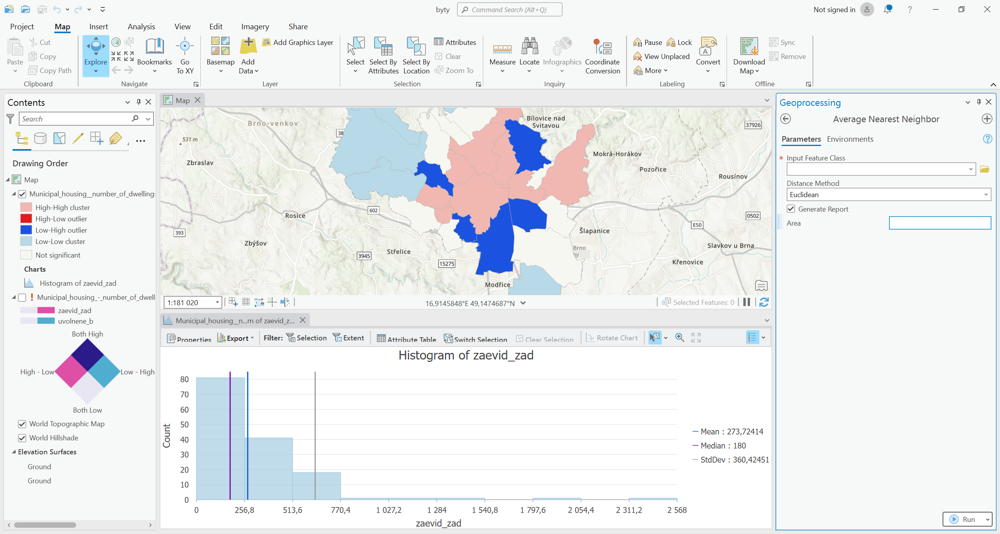 byty
Command Search (Alt+Q)
Not signed in
Project
Map
Insert
Analysis
View
Edit
Imagery
Share
Paste
Cut
Copy
Copy Path
Clipboard
Explore
Bookmarks
Go
To XY
Navigate
Basemap
Add
Data
Add Graphics Layer
Layer
Select
Select By
Attributes
Select By
Location
Attributes
Clear
Zoom To
Selection
Measure
Locate
Infographics
Coordinate
Conversion
Inquiry
Pause
Lock
View Unplaced
More
Convert
Labeling
Download
Map
Sync
Remove
Offline
Contents
Search
Drawing Order
Map
Municipal_housing__number_of_dwellings
High-High cluster
High-Low outlier
Low-High outlier
Low-Low cluster
Not significant
Charts
Histogram of zaevid_zad
Municipal_housing_-_number_of_dwell
zaevid_zad
uvolnene_b
Both High
High - Low
Low - High
Both Low
World Topographic Map
World Hillshade
Elevation Surfaces
Ground
Ground
Map
Brno-venkov
38
Bílovice nad
Svitavou
37926
531 m
Mokrá-Horákov
Zbraslav
Pozořice
Rousínov
602
Rosice
0502
E50
393
Šlapanice
Zbýšov
Slavkov u Brna
Brno
ny
Střelice
3945
15275
Křenovice
Modřice
1:181 020
16,9145848°E 49,1474687°N
Selected Features: 0
Municipal_housing__n...m of zaevid_z...
Properties
Export
Filter:
Selection
Extent
Attribute Table
Switch Selection
Clear Selection
Rotate Chart
Histogram of zaevid_zad
Count
80
70
60
50
40
30
20
10
0
0
256,8
513,6
770,4
1 027,2
1 284
1 540,8
1 797,6
2 054,4
2 311,2
2 568
zaevid_zad
Mean : 273,72414
Median : 180
StdDev : 360,42451
Geoprocessing
Average Nearest Neighbor
Parameters
Environments
* Input Feature Class
Distance Method
Euclidean
Generate Report
Area
Run